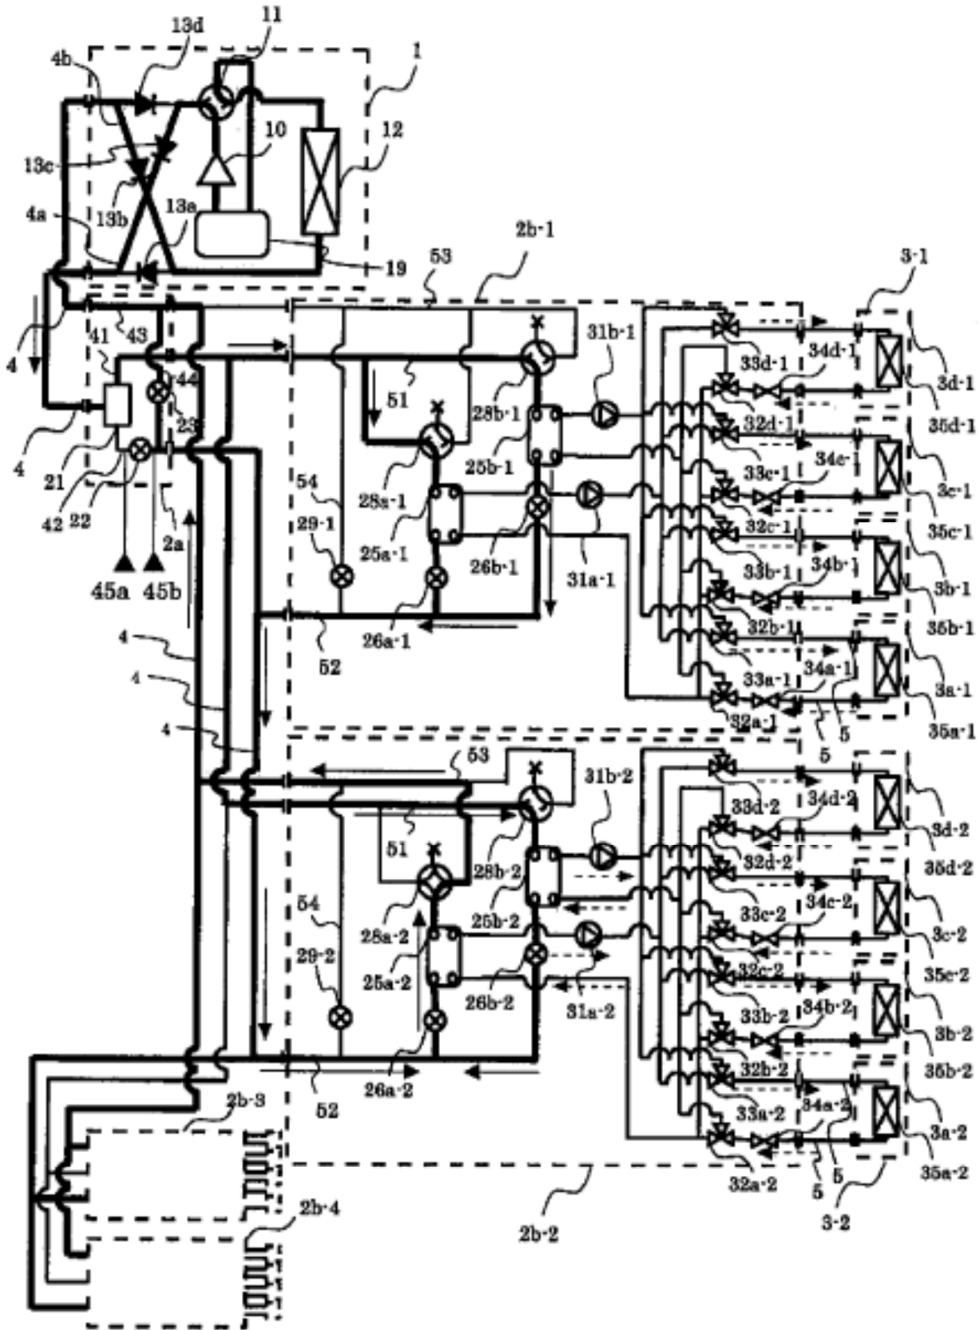 11
13d
4b
1
10
12
13c
13b
13a
4a
19
2b-1
53
3-1
43
31b-1
33d-1
34d-1
3d-1
4
41
44
51
28b-1
32d-1
35d-1
23
25b-1
33c-1
34c-1
3c-1
4
21
28a-1
54
32c-1
35c-1
42
22
2a
29-1
25a-1
26b-1
31a-1
33b-1
34b-1
3b-1
45a
45b
26a-1
32b-1
35b-1
4
52
33a-1
34a-1
3a-1
4
32a-1
5
5
35a-1
4
53
31b-2
33d-2
34d-2
3d-2
51
28b-2
32d-2
35d-2
54
28a-2
25b-2
33c-2
34c-2
3c-2
29-2
25a-2
26b-2
31a-2
32c-2
35c-2
33b-2
34b-2
3b-2
26a-2
32b-2
35b-2
2b-3
52
33a-2
34a-2
3a-2
32a-2
5
5
35a-2
2b-4
2b-2
3-2